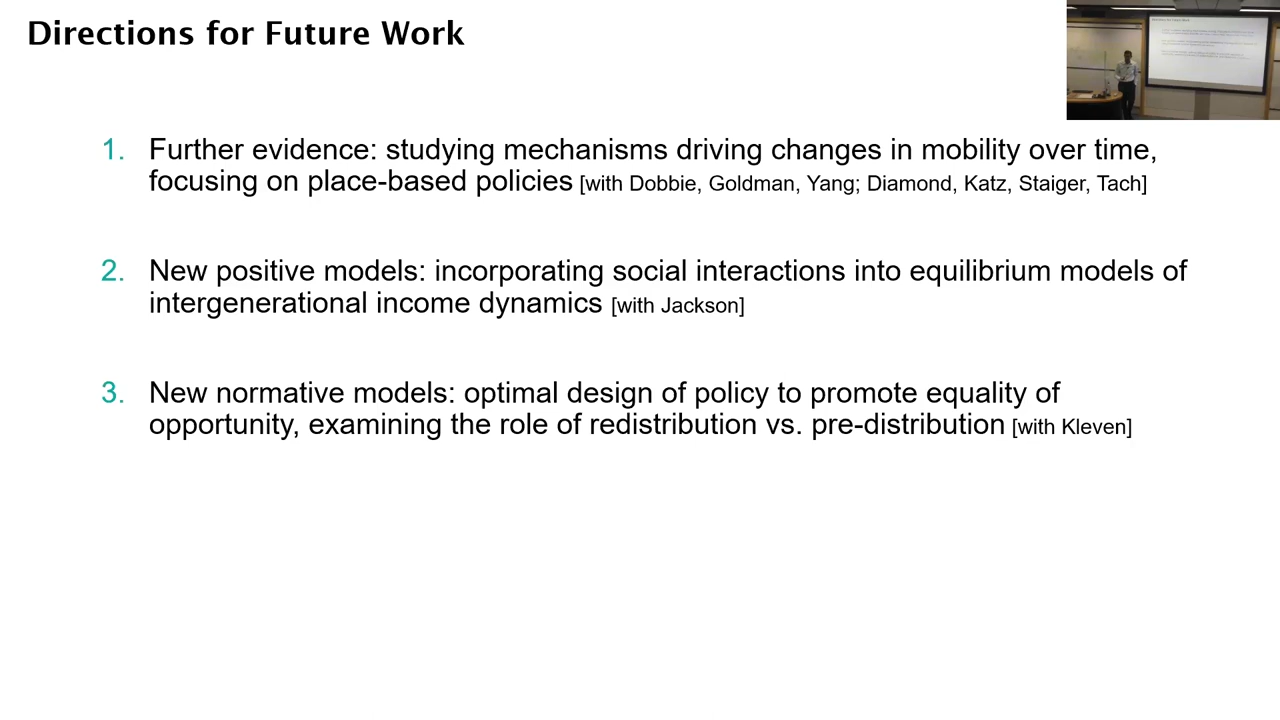 Directions for Future Work
1. Further evidence: studying mechanisms driving changes in mobility over time,
focusing on place-based policies [with Dobbie, Goldman, Yang; Diamond, Katz, Staiger, Tach]
2. New positive models: incorporating social interactions into equilibrium models of
intergenerational income dynamics [with Jackson]
3. New normative models: optimal design of policy to promote equality of
opportunity, examining the role of redistribution vs. pre-distribution [with Kleven]